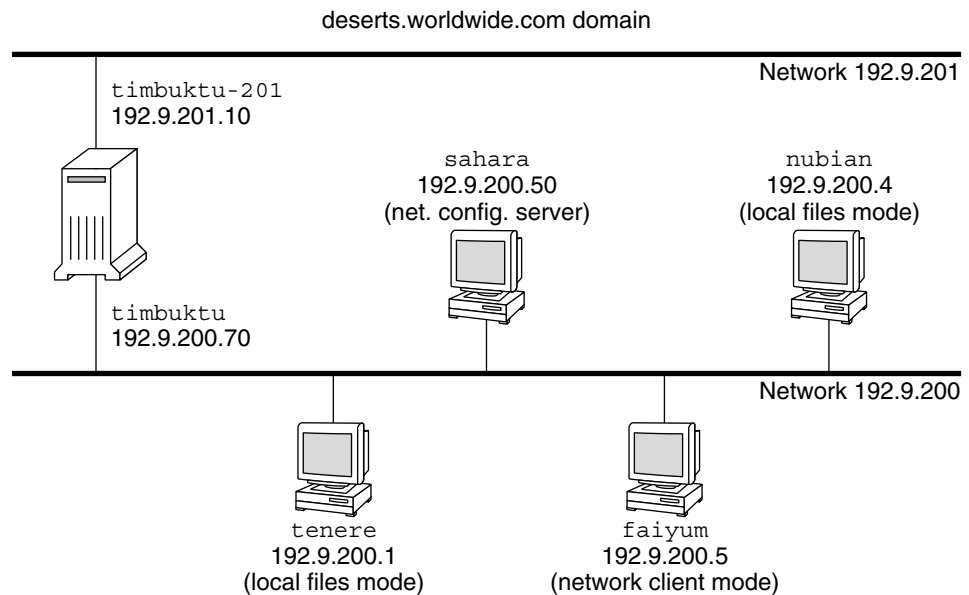 deserts.worldwide.com domain
Network 192.9.201
timbuktu-201
192.9.201.10
sahara
192.9.200.50
(net. config. server)
nubian
192.9.200.4
(local files mode)
timbuktu
192.9.200.70
Network 192.9.200
tenere
192.9.200.1
(local files mode)
faiyum
192.9.200.5
(network client mode)